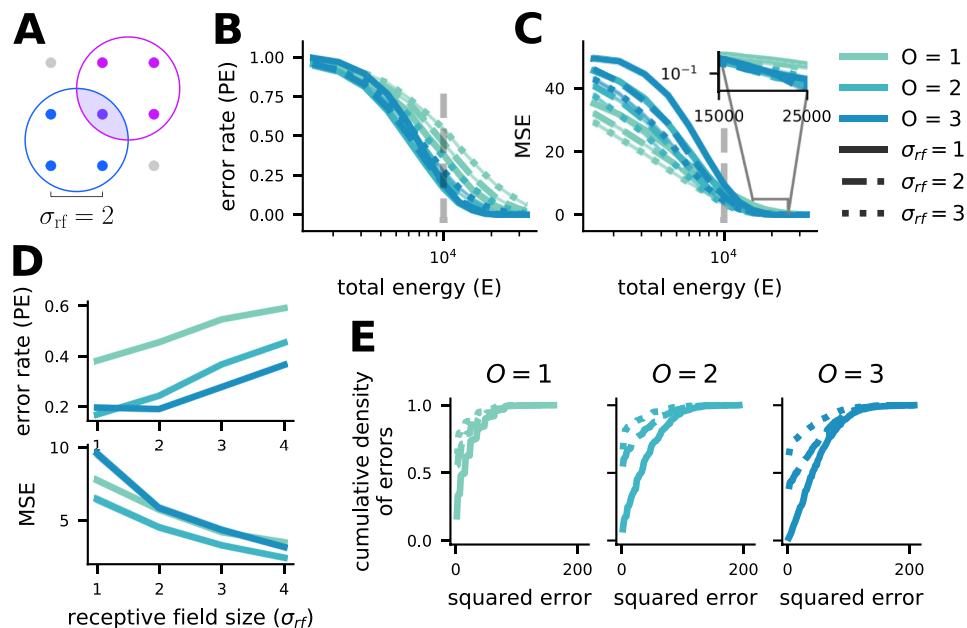 A
σrf = 2
B
error rate (PE)
1.00
0.75
0.50
0.25
0.00
10⁴
total energy (E)
C
MSE
40
20
0
10⁴
total energy (E)
10⁻¹
15000
25000
O = 1
O = 2
O = 3
σrf = 1
σrf = 2
σrf = 3
D
error rate (PE)
0.6
0.4
0.2
1
2
3
4
MSE
10
5
1
2
3
4
receptive field size (σrf)
E
cumulative density
of errors
O = 1
1.0
0.5
0.0
0
200
squared error
O = 2
0
200
squared error
O = 3
0
200
squared error